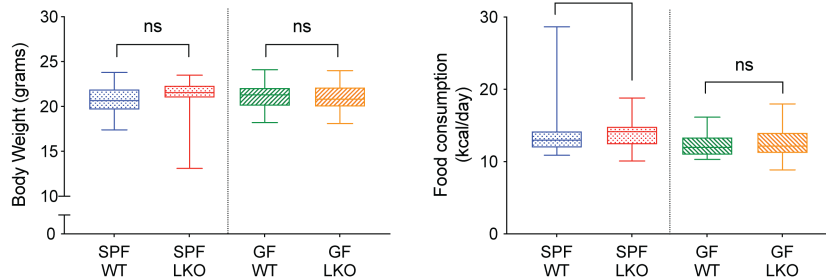 Body Weight (grams)
30
25
20
15
10
0
ns
ns
SPF WT
SPF LKO
GF WT
GF LKO
Food consumption
(kcal/day)
30
20
10
0
ns
SPF WT
SPF LKO
GF WT
GF LKO